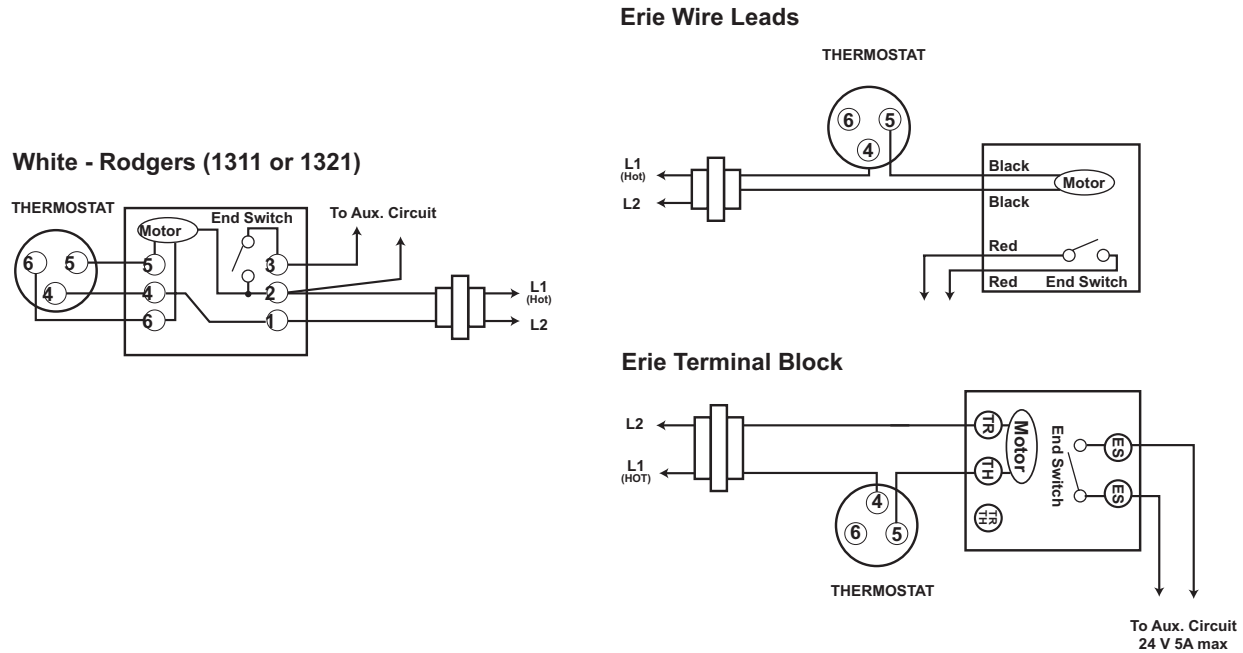 White - Rodgers (1311 or 1321)
THERMOSTAT
6
5
4
Motor
End Switch
5
4
6
3
2
1
To Aux. Circuit
L1
(Hot)
L2
Erie Wire Leads
THERMOSTAT
6
5
4
L1
(Hot)
L2
Black
Motor
Black
Red
Red
End Switch
Erie Terminal Block
L2
L1
(HOT)
4
6
5
THERMOSTAT
TR
TH
TR
TH
Motor
End Switch
ES
ES
To Aux. Circuit
24 V 5A max